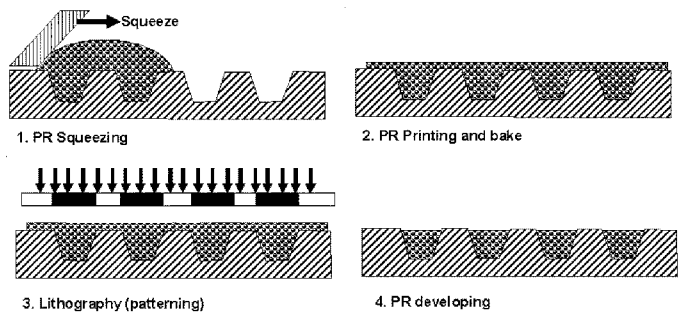 Squeeze
1. PR Squeezing
2. PR Printing and bake
3. Lithography (patterning)
4. PR developing